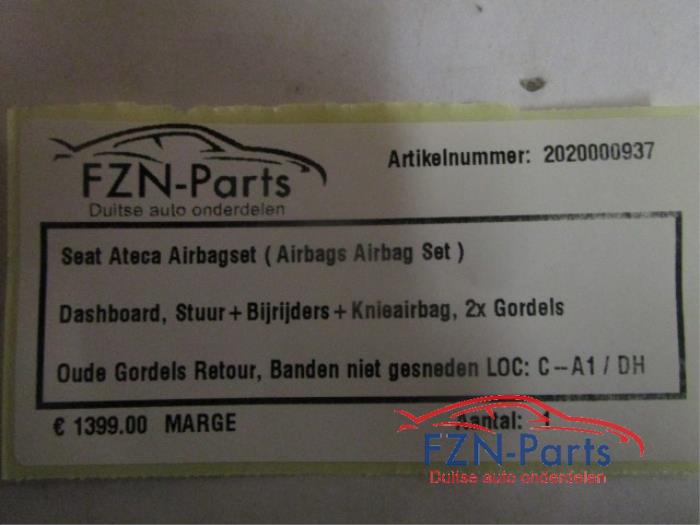 FZN-Parts
Duitse auto onderdelen
Artikelnummer: 2020000937
Seat Ateca Airbagset ( Airbags Airbag Set )
Dashboard, Stuur+Bijrijders+Knieairbag, 2x Gordels
Oude Gordels Retour, Banden niet gesneden LOC: C--A1 / DH
€ 1399.00 MARGE
Aantal: 1
FZN-Parts
Duitse auto onderdelen